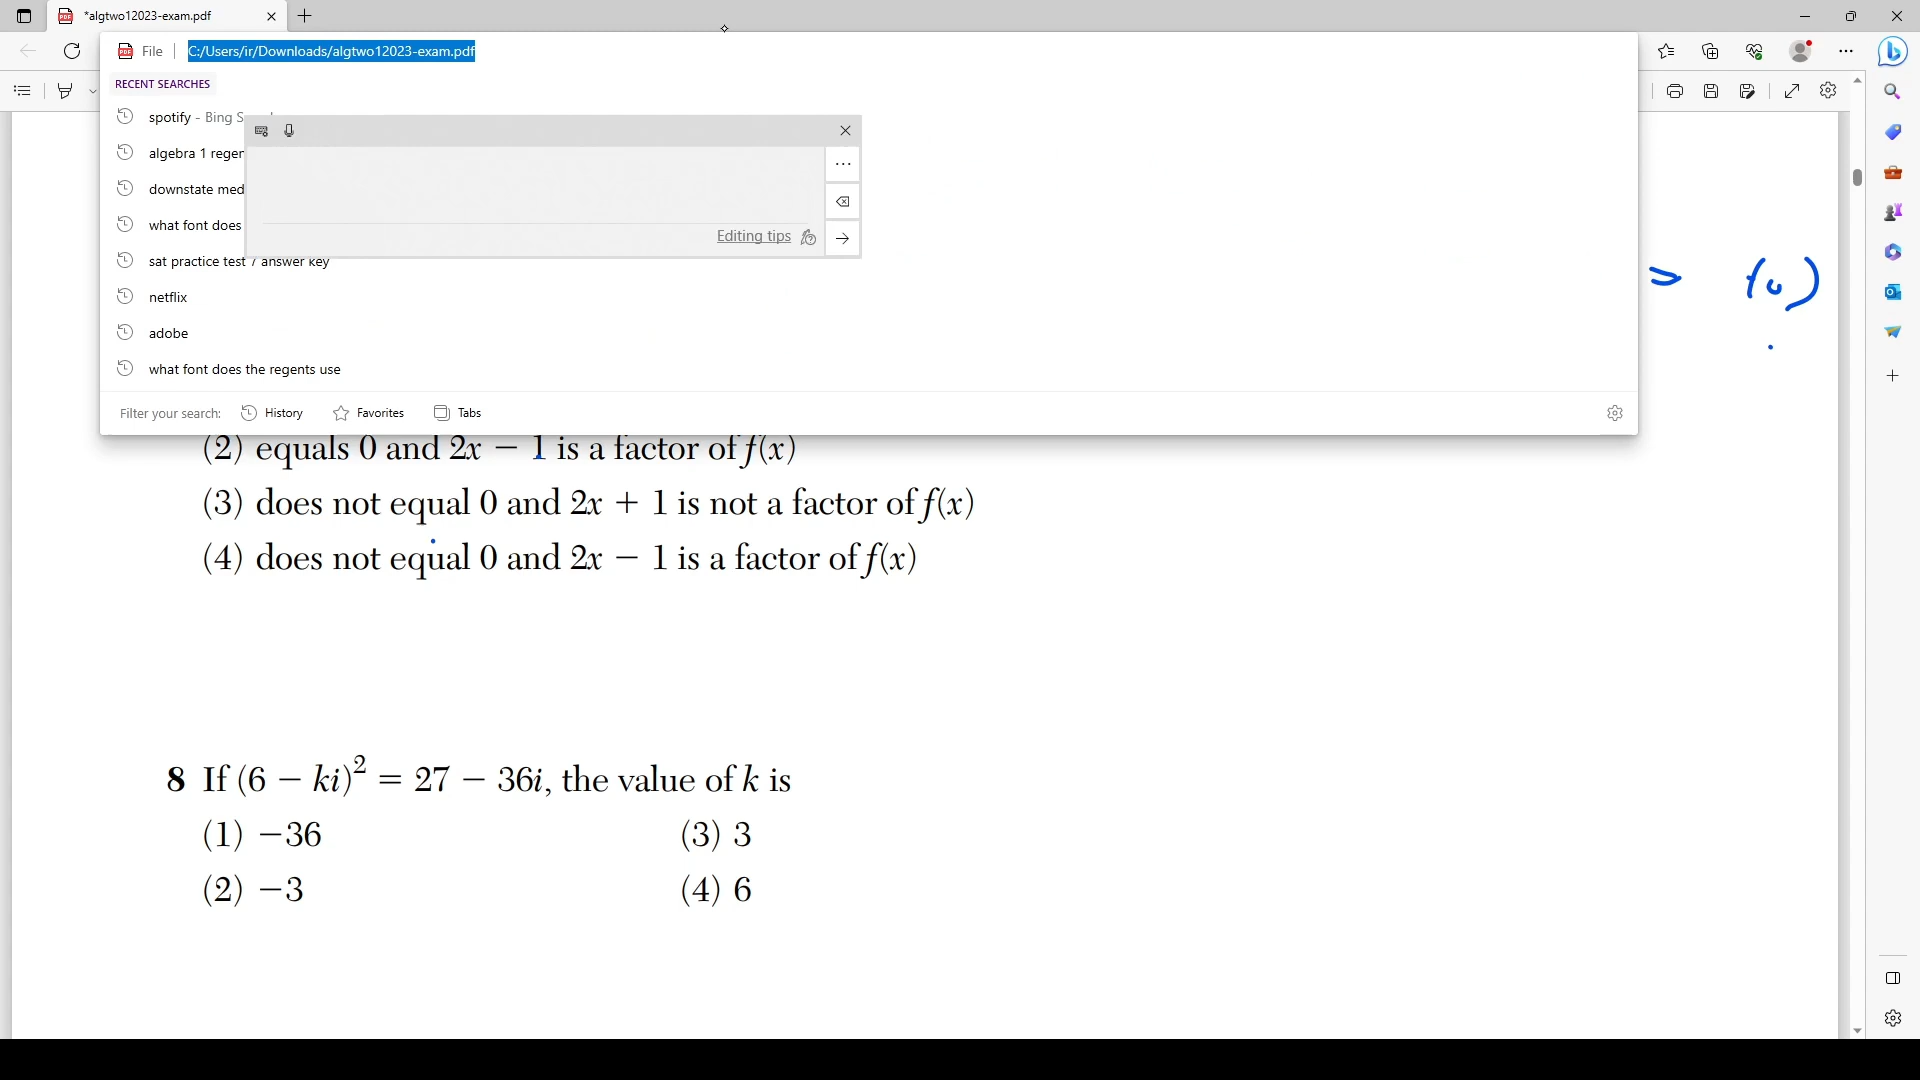 *algtwo12023-exam.pdf
File C:/Users/ir/Downloads/algtwo12023-exam.pdf
RECENT SEARCHES
spotify - Bing
algebra 1
downstate med
what font does
Editing tips
sat practice test 7 answer key
netflix
adobe
what font does the regents use
Filter your search: History Favorites Tabs
= f(x)
(2) equals 0 and 2x − 1 is a factor of f(x)
(3) does not equal 0 and 2x + 1 is not a factor of f(x)
(4) does not equal 0 and 2x − 1 is a factor of f(x)
8 If (6 − ki)² = 27 − 36i, the value of k is
(1) −36 (3) 3
(2) −3 (4) 6